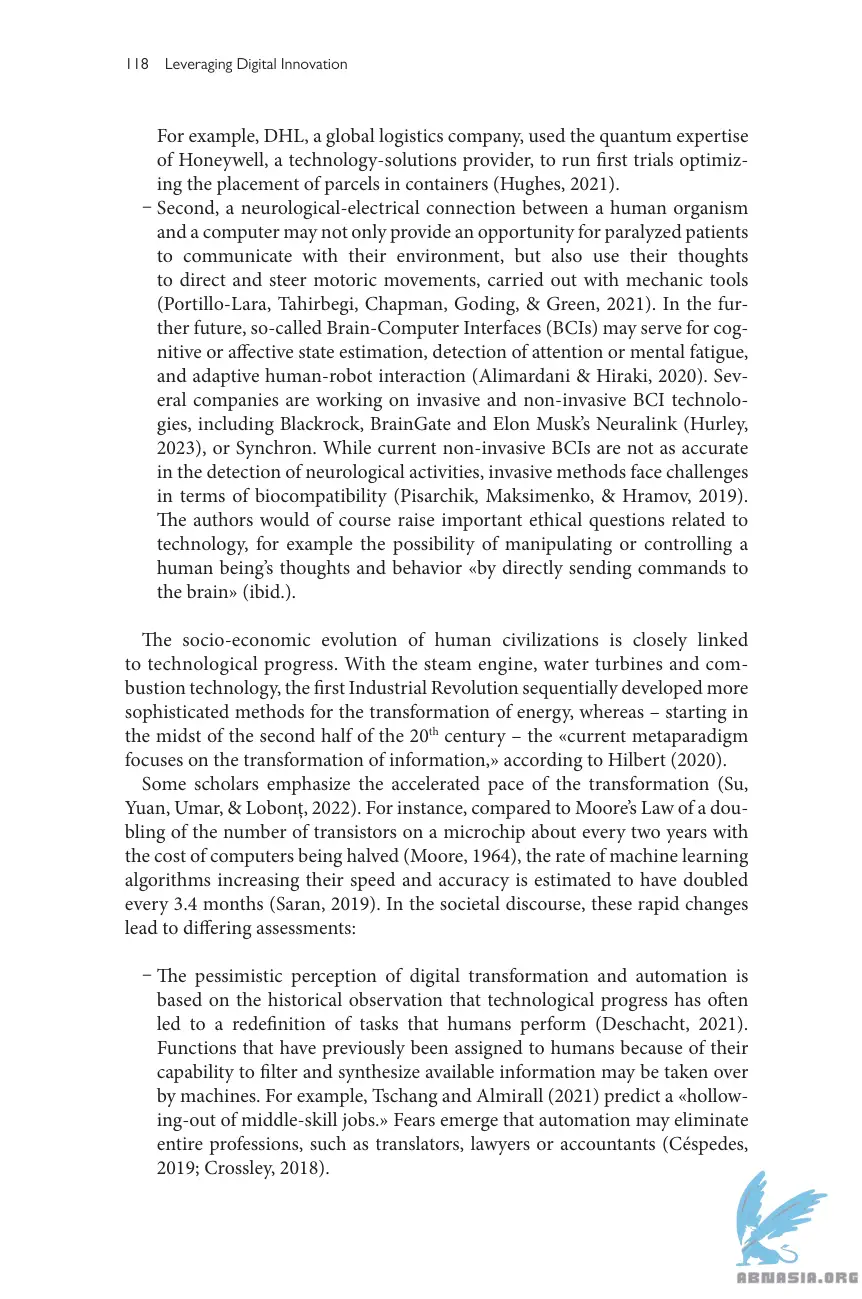 118 Leveraging Digital Innovation
For example, DHL, a global logistics company, used the quantum expertise
of Honeywell, a technology-solutions provider, to run first trials optimiz-
ing the placement of parcels in containers (Hughes, 2021).
– Second, a neurological-electrical connection between a human organism
and a computer may not only provide an opportunity for paralyzed patients
to communicate with their environment, but also use their thoughts
to direct and steer motoric movements, carried out with mechanic tools
(Portillo-Lara, Tahirbegi, Chapman, Goding, & Green, 2021). In the fur-
ther future, so-called Brain-Computer Interfaces (BCIs) may serve for cog-
nitive or affective state estimation, detection of attention or mental fatigue,
and adaptive human-robot interaction (Alimardani & Hiraki, 2020). Sev-
eral companies are working on invasive and non-invasive BCI technolo-
gies, including Blackrock, BrainGate and Elon Musk’s Neuralink (Hurley,
2023), or Synchron. While current non-invasive BCIs are not as accurate
in the detection of neurological activities, invasive methods face challenges
in terms of biocompatibility (Pisarchik, Maksimenko, & Hramov, 2019).
The authors would of course raise important ethical questions related to
technology, for example the possibility of manipulating or controlling a
human being’s thoughts and behavior «by directly sending commands to
the brain» (ibid.).
The socio-economic evolution of human civilizations is closely linked
to technological progress. With the steam engine, water turbines and com-
bustion technology, the first Industrial Revolution sequentially developed more
sophisticated methods for the transformation of energy, whereas – starting in
the midst of the second half of the 20th century – the «current metaparadigm
focuses on the transformation of information,» according to Hilbert (2020).
Some scholars emphasize the accelerated pace of the transformation (Su,
Yuan, Umar, & Lobonţ, 2022). For instance, compared to Moore’s Law of a dou-
bling of the number of transistors on a microchip about every two years with
the cost of computers being halved (Moore, 1964), the rate of machine learning
algorithms increasing their speed and accuracy is estimated to have doubled
every 3.4 months (Saran, 2019). In the societal discourse, these rapid changes
lead to differing assessments:
– The pessimistic perception of digital transformation and automation is
based on the historical observation that technological progress has often
led to a redefinition of tasks that humans perform (Deschacht, 2021).
Functions that have previously been assigned to humans because of their
capability to filter and synthesize available information may be taken over
by machines. For example, Tschang and Almirall (2021) predict a «hollow-
ing-out of middle-skill jobs.» Fears emerge that automation may eliminate
entire professions, such as translators, lawyers or accountants (Céspedes,
2019; Crossley, 2018).
ABNASIA.ORG